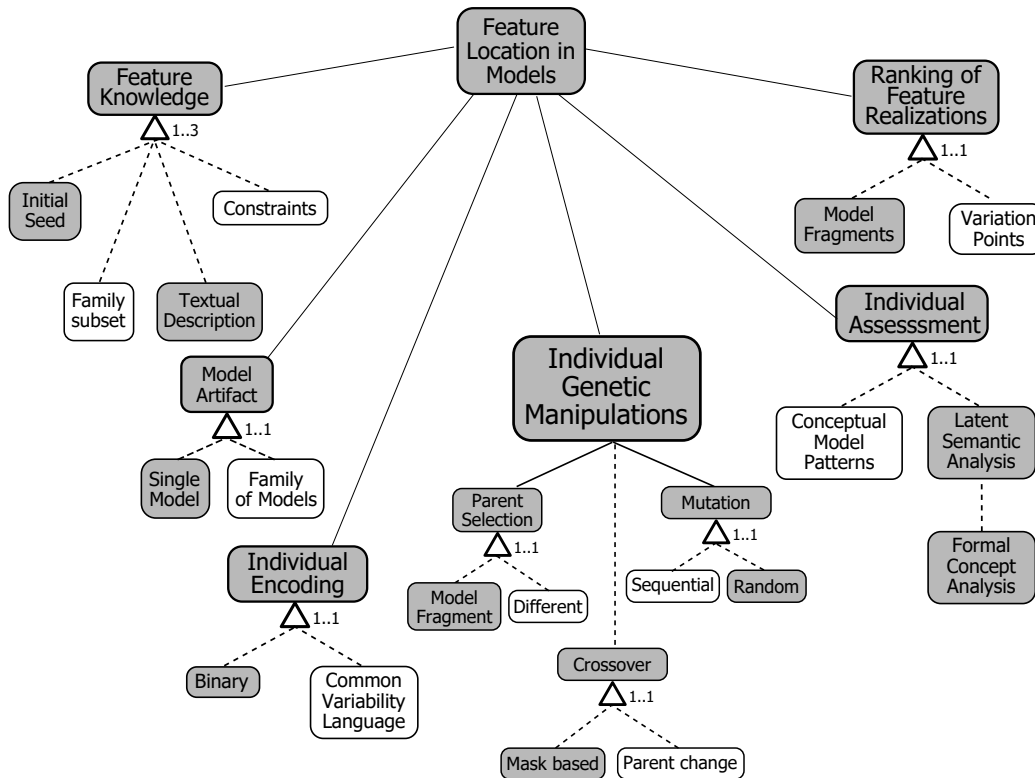 Feature
Location in
Models
Feature
Knowledge
1..3
Initial
Seed
Constraints
Family
subset
Textual
Description
Ranking of
Feature
Realizations
1..1
Model
Fragments
Variation
Points
Model
Artifact
1..1
Single
Model
Family
of Models
Individual
Genetic
Manipulations
Individual
Assesssment
1..1
Conceptual
Model
Patterns
Latent
Semantic
Analysis
Formal
Concept
Analysis
Individual
Encoding
1..1
Binary
Common
Variability
Language
Parent
Selection
1..1
Model
Fragment
Different
Mutation
1..1
Sequential
Random
Crossover
1..1
Mask based
Parent change